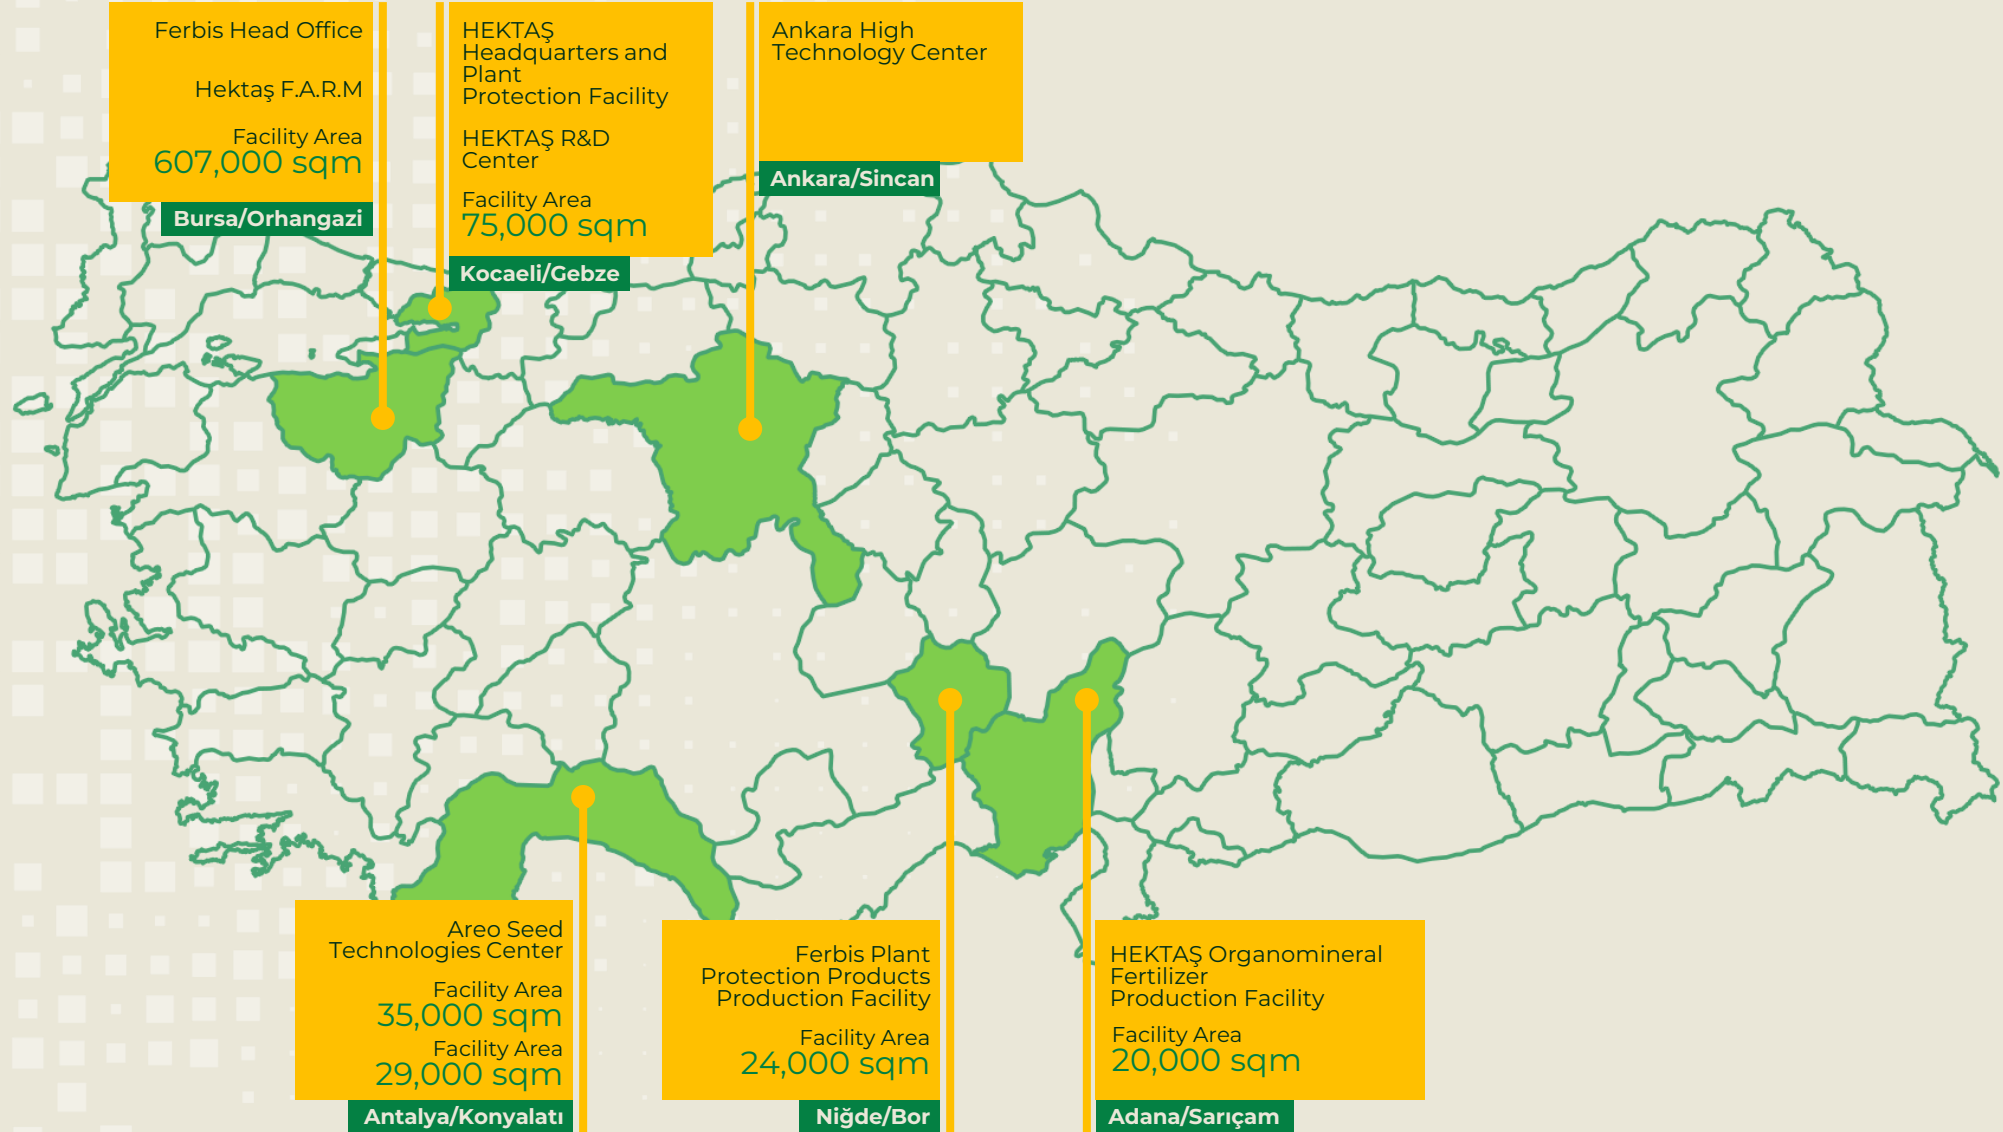 Ferbis Head Office
Hektaş F.A.R.M
Facility Area
607,000 sqm
Bursa/Orhangazi
HEKTAŞ
Headquarters and
Plant
Protection Facility
HEKTAŞ R&D
Center
Facility Area
75,000 sqm
Kocaeli/Gebze
Ankara High
Technology Center
Ankara/Sincan
Areo Seed
Technologies Center
Facility Area
35,000 sqm
Facility Area
29,000 sqm
Antalya/Konyalatı
Ferbis Plant
Protection Products
Production Facility
Facility Area
24,000 sqm
Niğde/Bor
HEKTAŞ Organomineral
Fertilizer
Production Facility
Facility Area
20,000 sqm
Adana/Sarıçam